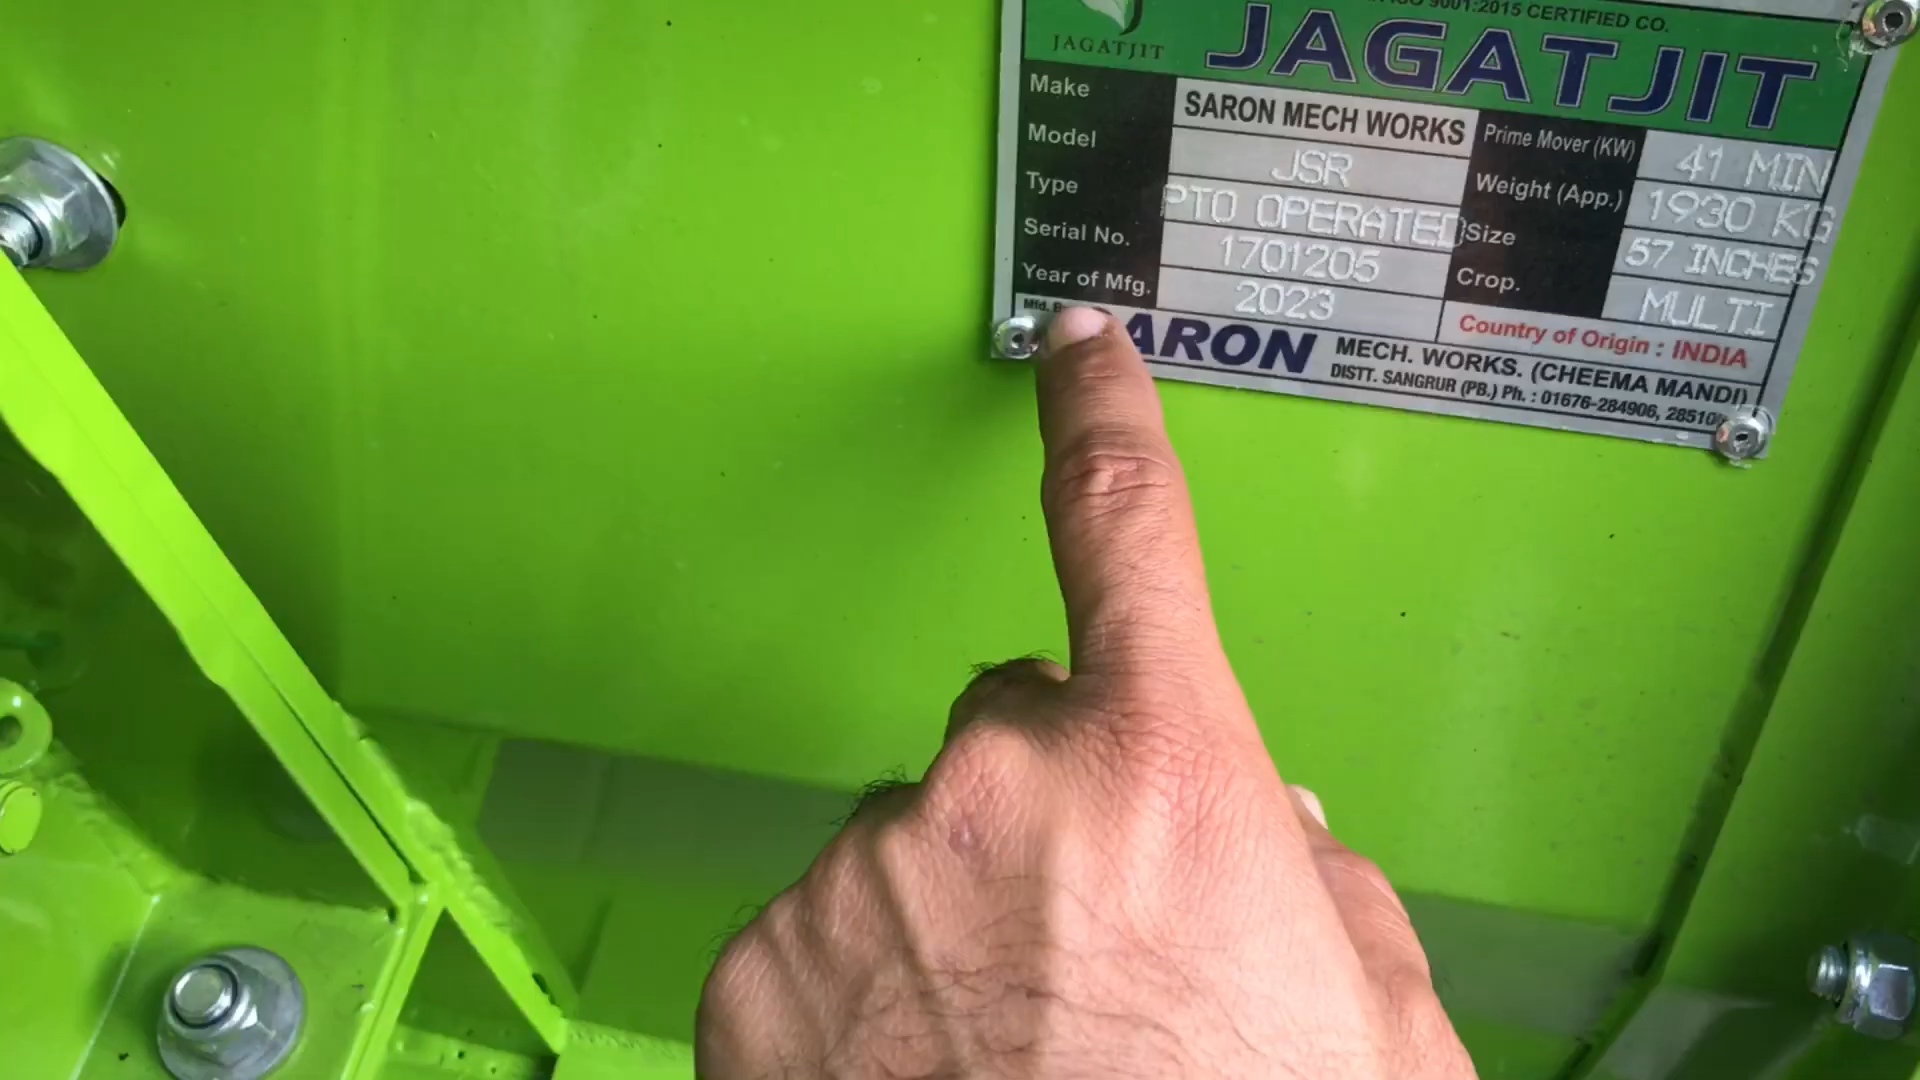 9001:2015 CERTIFIED CO.
JAGATJIT
JAGATJIT
Make SARON MECH WORKS Prime Mover (KW) 41 MIN
Model JSR Weight (App.) 1930 KG
Type PTO OPERATED Size 57 INCHES
Serial No. 1701205 Crop. MULTI
Year of Mfg. 2023 Country of Origin : INDIA
Mfd.
ARON MECH. WORKS. (CHEEMA MANDI)
DISTT. SANGRUR (PB.) Ph. : 01676-284906, 28510